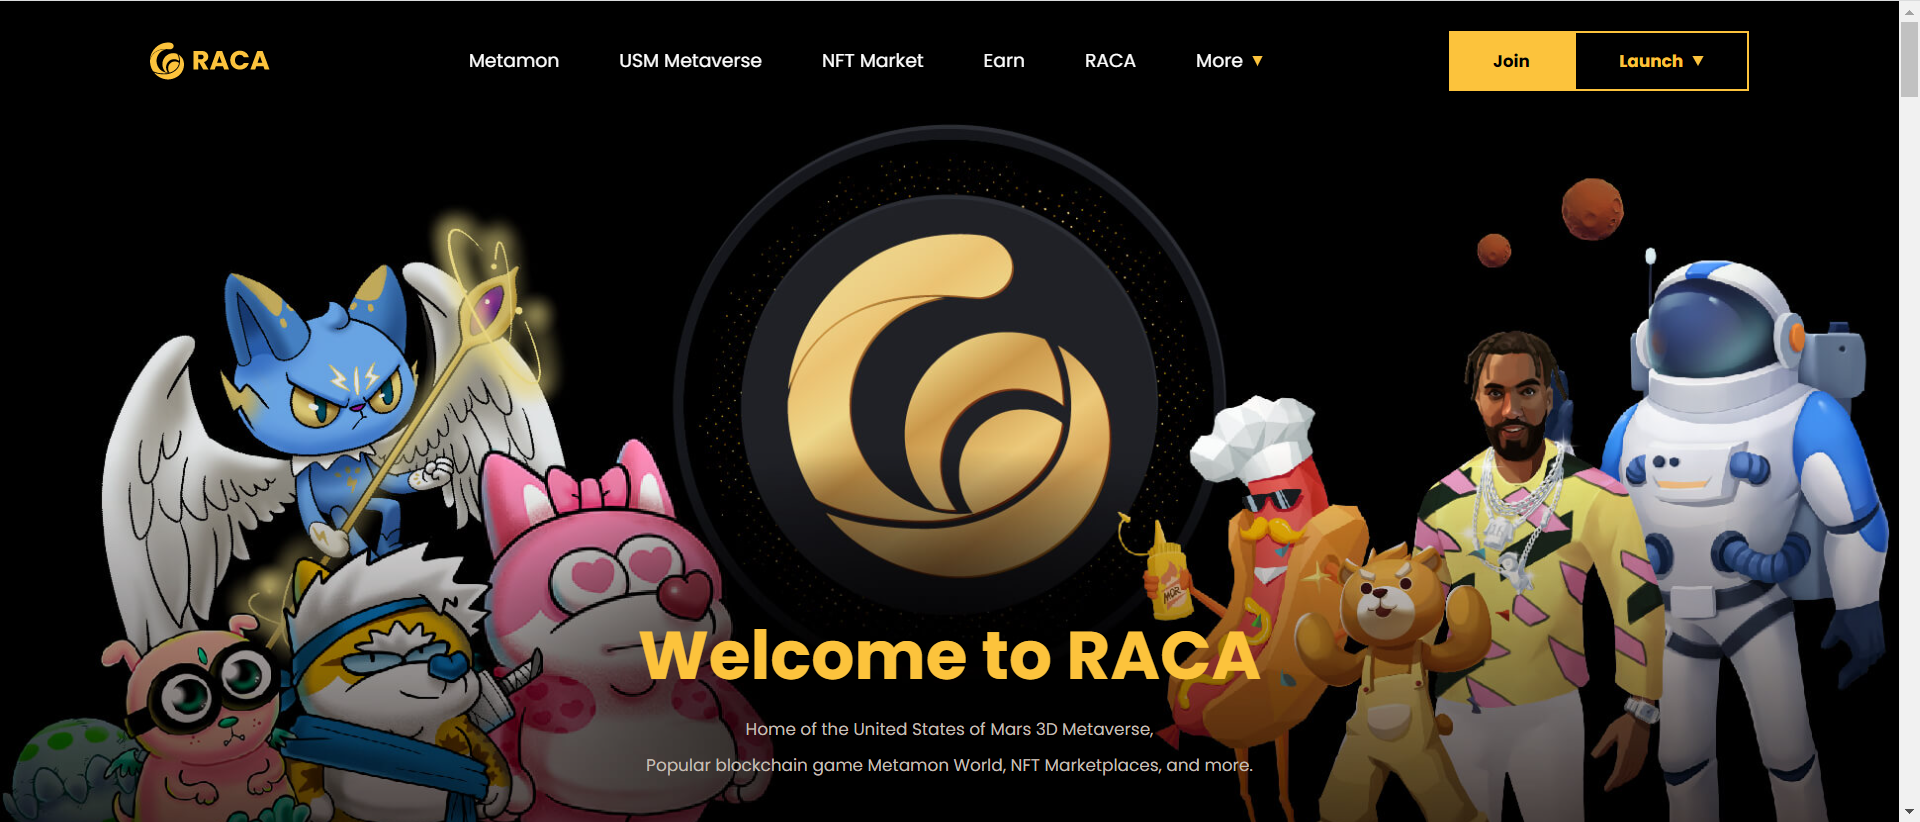 RACA
Metamon
USM Metaverse
NFT Market
Earn
RACA
More
Join
Launch
MOR
Welcome to RACA
Home of the United States of Mars 3D Metaverse,
Popular blockchain game Metamon World, NFT Marketplaces, and more.